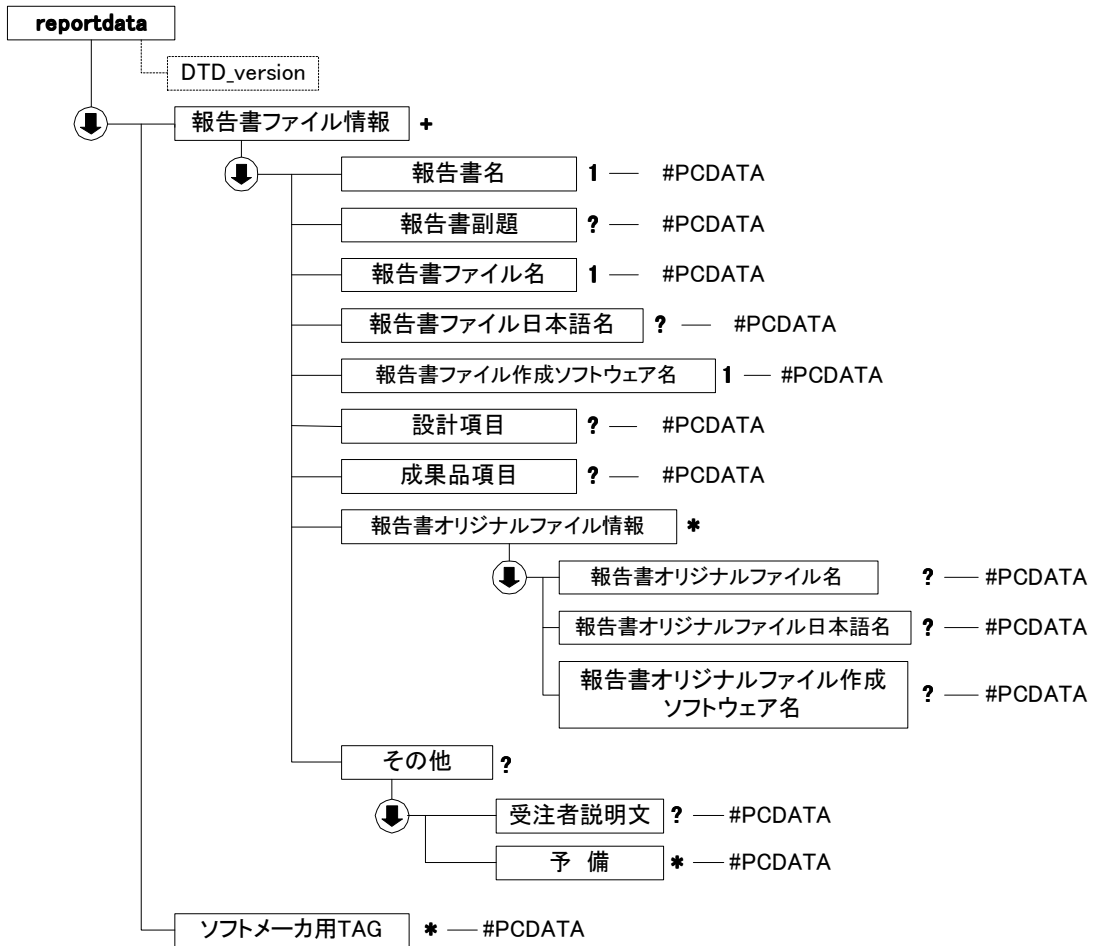 reportdata
DTD_version
報告書ファイル情報 +
報告書名 1 #PCDATA
報告書副題 ? #PCDATA
報告書ファイル名 1 #PCDATA
報告書ファイル日本語名 ? #PCDATA
報告書ファイル作成ソフトウェア名 1 #PCDATA
設計項目 ? #PCDATA
成果品項目 ? #PCDATA
報告書オリジナルファイル情報 *
報告書オリジナルファイル名 ? #PCDATA
報告書オリジナルファイル日本語名 ? #PCDATA
報告書オリジナルファイル作成
ソフトウェア名 ? #PCDATA
その他 ?
受注者説明文 ? #PCDATA
予 備 * #PCDATA
ソフトメーカ用TAG * #PCDATA